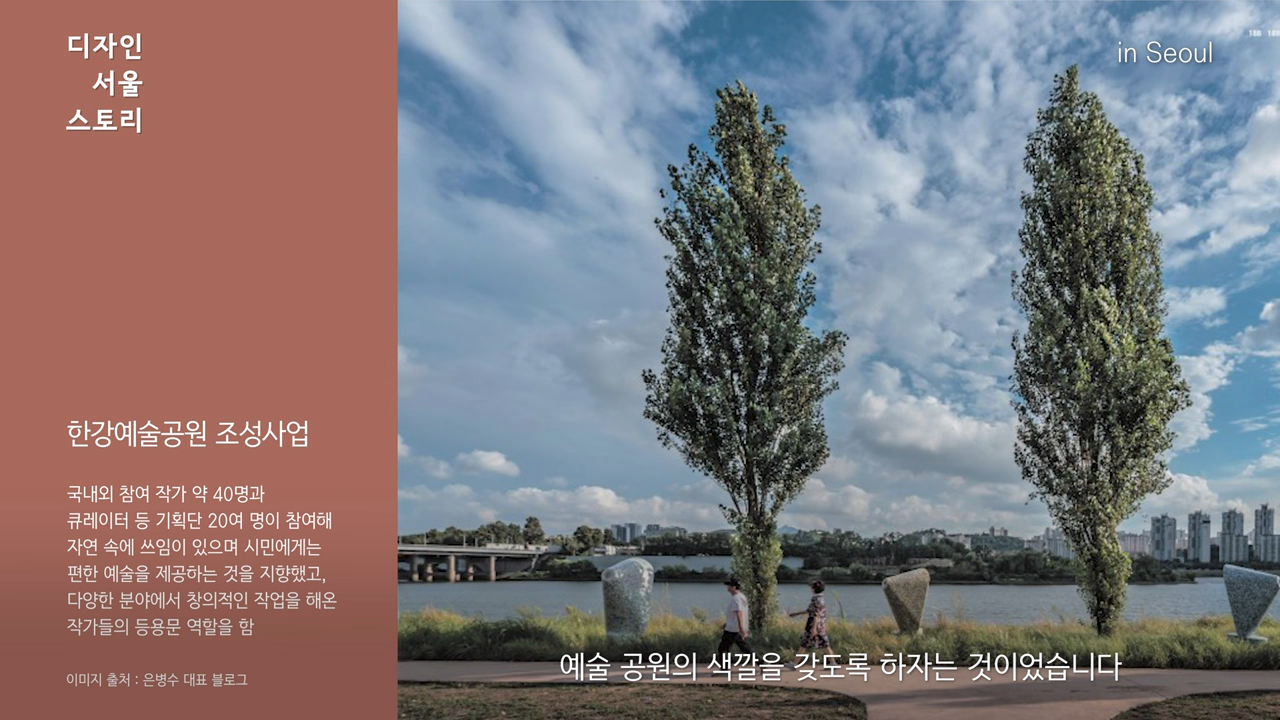 디자인
서울
스토리
in Seoul
한강예술공원 조성사업
국내외 참여 작가 약 40명과
큐레이터 등 기획단 20여 명이 참여해
자연 속에 쓰임이 있으며 시민에게는
편한 예술을 제공하는 것을 지향했고,
다양한 분야에서 창의적인 작업을 해온
작가들의 등용문 역할을 함
이미지 출처 : 은병수 대표 블로그
예술 공원의 색깔을 갖도록 하자는 것이었습니다